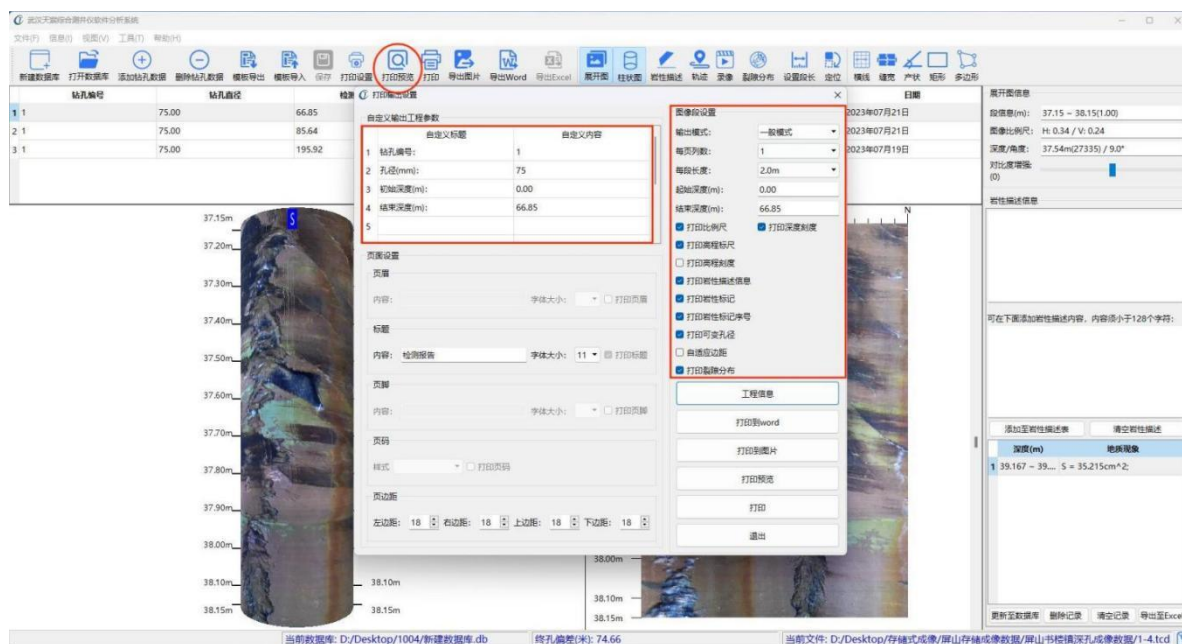 武汉天宸综合测井仪软件分析系统
文件(F) 信息(I) 视图(V) 工具(T) 帮助(H)
新建数据库 打开数据库 添加钻孔数据 删除钻孔数据 模板导出 模板导入 保存 打印设置 打印预览 打印 导出图片 导出Word 导出Excel 展开图 柱状图 岩性描述 轨迹 录像 裂隙分布 设置段长 定位 横线 缝宽 产状 矩形 多边形
钻孔编号 钻孔直径 日期
1 1 75.00 66.85 2023年07月21日
2 1 75.00 85.64 2023年07月21日
3 1 75.00 195.92 2023年07月19日
打印输出设置
自定义输出工程参数
自定义标题 自定义内容
1 钻孔编号: 1
2 孔径(mm): 75
3 初始深度(m): 0.00
4 结束深度(m): 66.85
5
页面设置
页眉
内容: 字体大小: 打印页眉
标题
内容: 检测报告 字体大小: 11 打印标题
页脚
内容: 字体大小: 打印页脚
页码
样式 打印页码
页边距
左边距: 18 右边距: 18 上边距: 18 下边距: 18
图像段设置
输出模式: 一般模式
每页列数: 1
每段长度: 2.0m
起始深度(m): 0.00
结束深度(m): 66.85
打印比例尺 打印深度刻度
打印高程标尺
打印高程刻度
打印岩性描述信息
打印岩性标记
打印岩性标记序号
打印可变孔径
自适应边距
打印裂隙分布
工程信息
打印到word
打印到图片
打印预览
打印
退出
展开图信息
段信息(m): 37.15 ~ 38.15(1.00)
图像比例尺: H: 0.34 / V: 0.24
深度/角度: 37.54m(27335) / 9.0°
对比度增强:
(0)
岩性描述信息
可在下面添加岩性描述内容，内容须小于128个字符:
添加至岩性描述表 清空岩性描述
深度(m) 地质现象
1 39.167 ~ 39.... S = 35.215cm^2;
更新至数据库 删除记录 清空记录 导出至Excel
S
N
37.15m
37.20m
37.30m
37.40m
37.50m
37.60m
37.70m
37.80m
37.90m
38.00m
38.10m
38.15m
38.10m
38.15m
38.00m
38.10m
38.15m
当前数据库: D:/Desktop/1004/新建数据库.db 终孔偏差(米): 74.66 当前文件: D:/Desktop/存储式成像/屏山存储成像数据/屏山书楼镇深孔成像数据/1-4.tcd